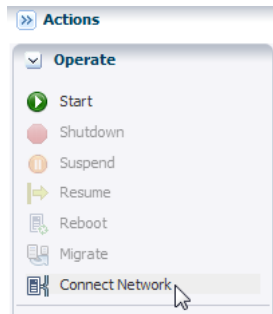 Actions
Operate
Start
Shutdown
Suspend
Resume
Reboot
Migrate
Connect Network